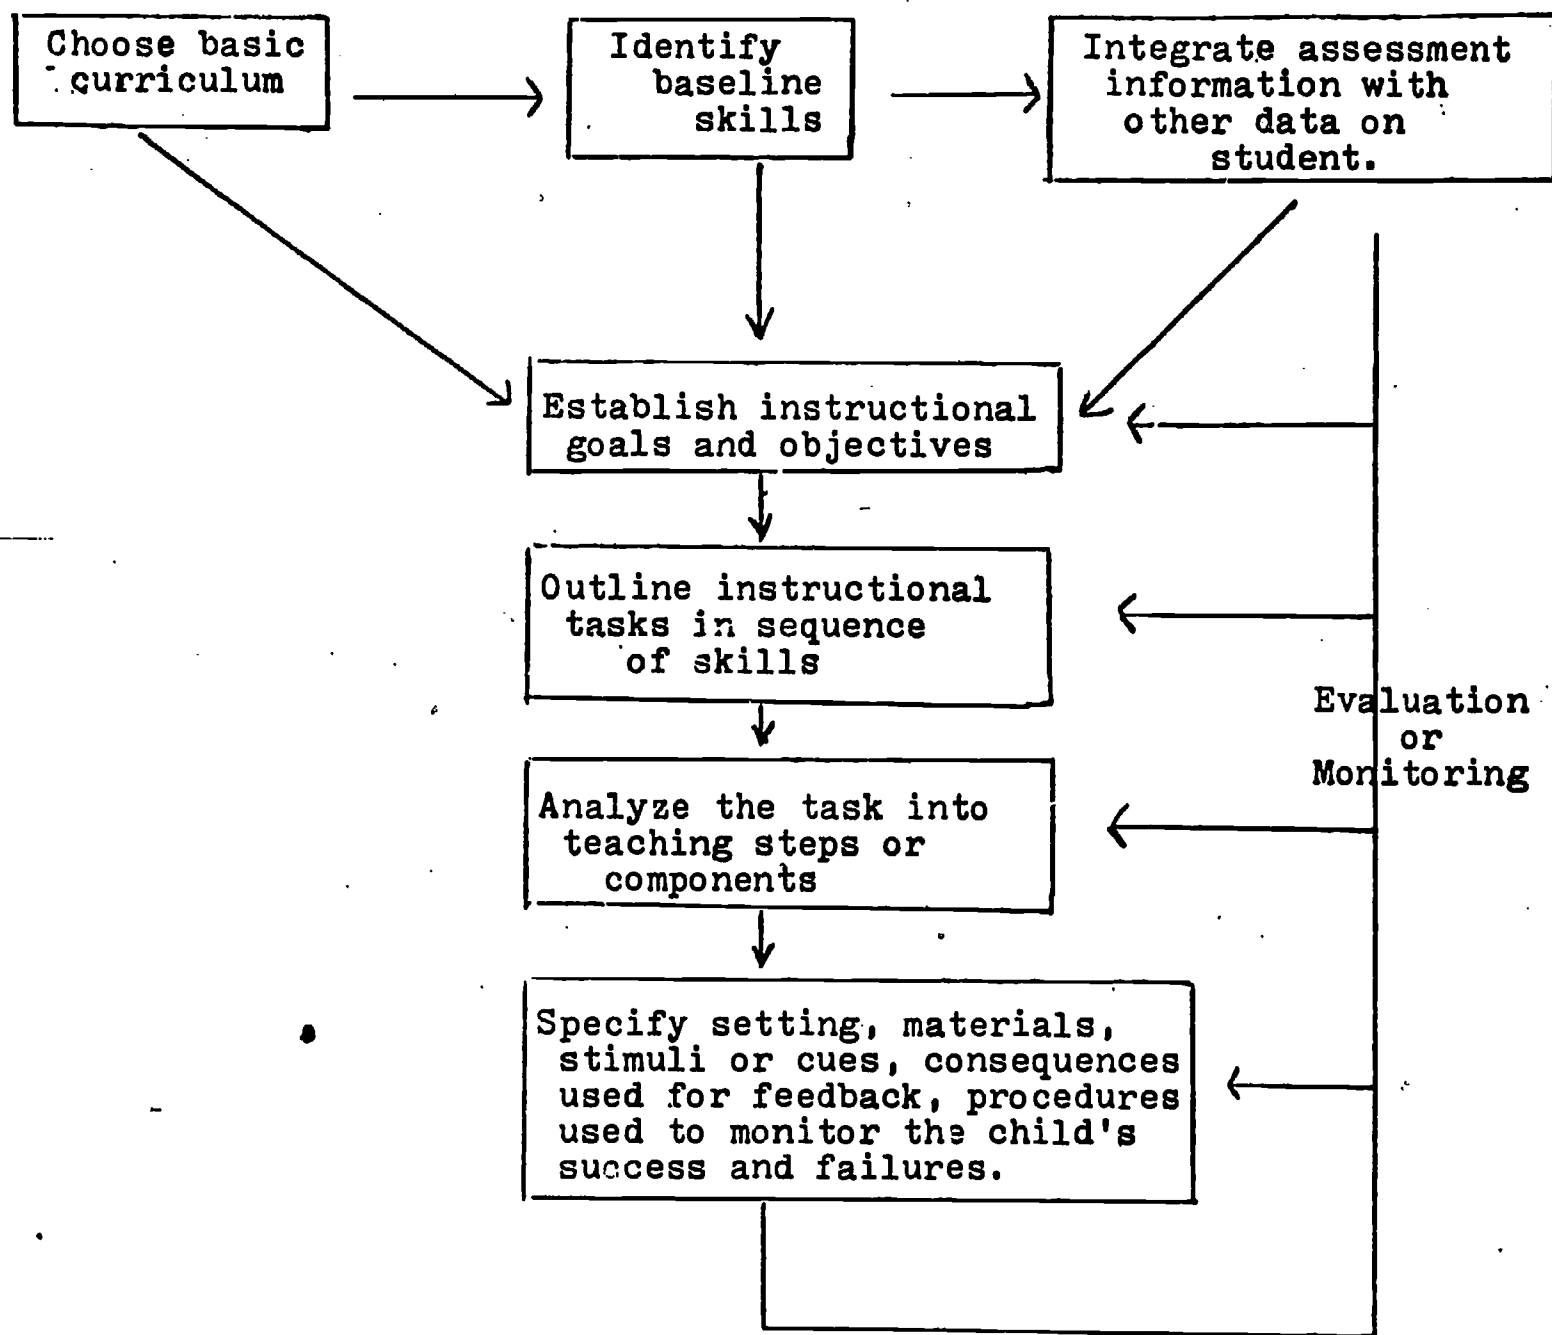 Choose basic
curriculum
Identify
baseline
skills
Integrate assessment
information with
other data on
student.
Establish instructional
goals and objectives
Outline instructional
tasks in sequence
of skills
Analyze the task into
teaching steps or
components
Specify setting, materials,
stimuli or cues, consequences
used for feedback, procedures
used to monitor the child's
success and failures.
Evaluation
or
Monitoring